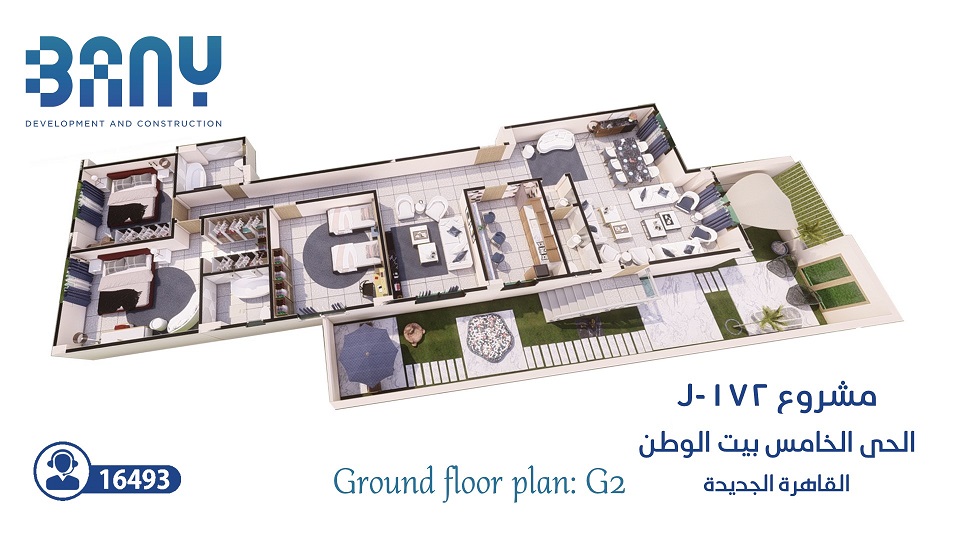 BANY
DEVELOPMENT AND CONSTRUCTION
مشروع J-١٧٢
الحى الخامس بيت الوطن
القاهرة الجديدة
16493
Ground floor plan: G2